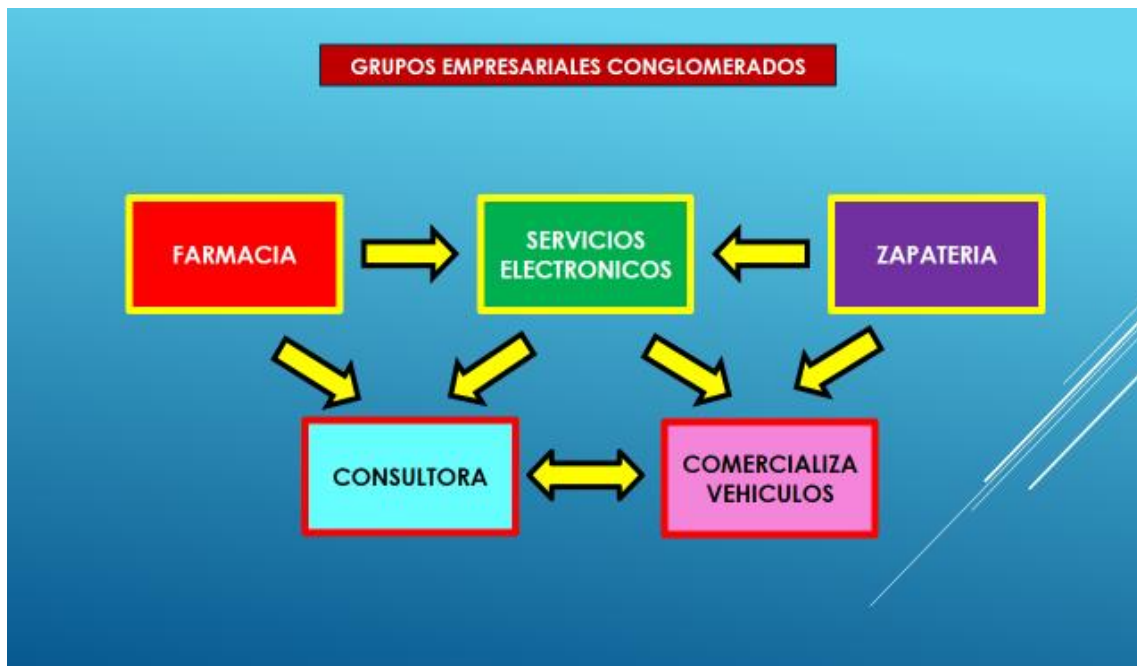 GRUPOS EMPRESARIALES CONGLOMERADOS
FARMACIA
SERVICIOS
ELECTRONICOS
ZAPATERIA
CONSULTORA
COMERCIALIZA
VEHICULOS